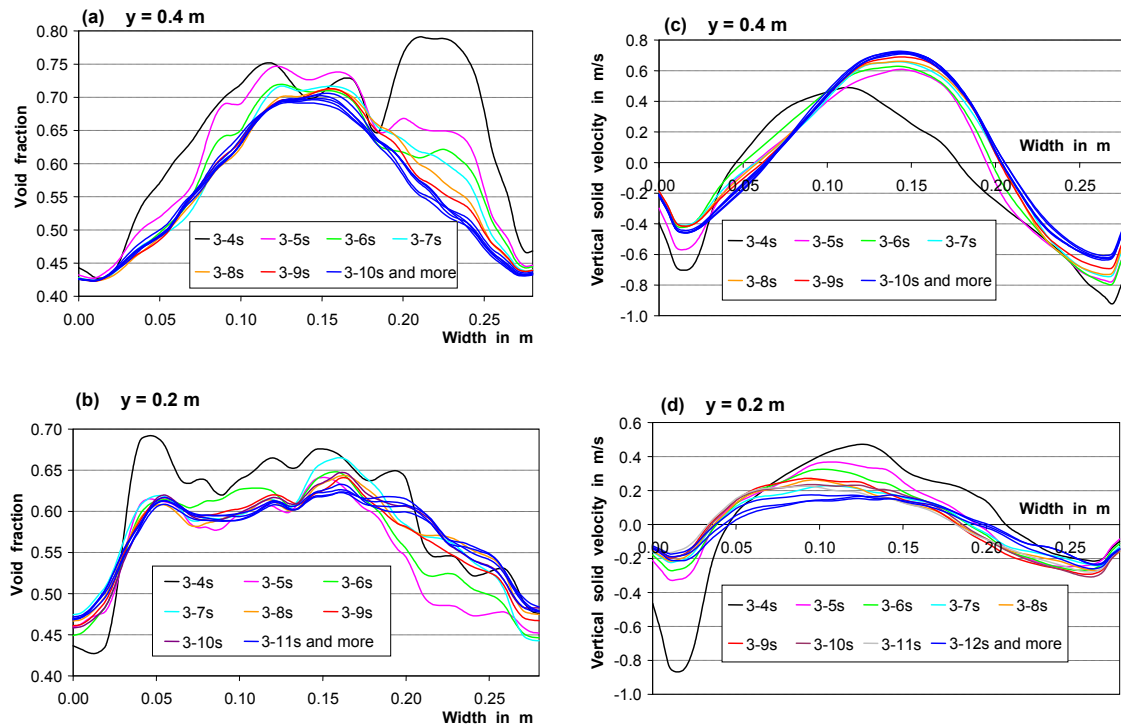 (a) y = 0.4 m
0.80
0.75
0.70
0.65
0.60
0.55
0.50
0.45
0.40
Void fraction
3-4s 3-5s 3-6s 3-7s
3-8s 3-9s 3-10s and more
0.00 0.05 0.10 0.15 0.20 0.25
Width in m
(c) y = 0.4 m
0.8
0.6
0.4
0.2
0.0
-0.2
-0.4
-0.6
-0.8
-1.0
Vertical solid velocity in m/s
Width in m
0.00 0.05 0.10 0.15 0.20 0.25
3-4s 3-5s 3-6s 3-7s
3-8s 3-9s 3-10s and more
(b) y = 0.2 m
0.70
0.65
0.60
0.55
0.50
0.45
0.40
Void fraction
3-4s 3-5s 3-6s
3-7s 3-8s 3-9s
3-10s 3-11s and more
0.00 0.05 0.10 0.15 0.20 0.25
Width in m
(d) y = 0.2 m
0.6
0.4
0.2
0.0
-0.2
-0.4
-0.6
-0.8
-1.0
Vertical solid velocity in m/s
Width in m
0.00 0.05 0.10 0.15 0.20 0.25
3-4s 3-5s 3-6s 3-7s 3-8s
3-9s 3-10s 3-11s 3-12s and more